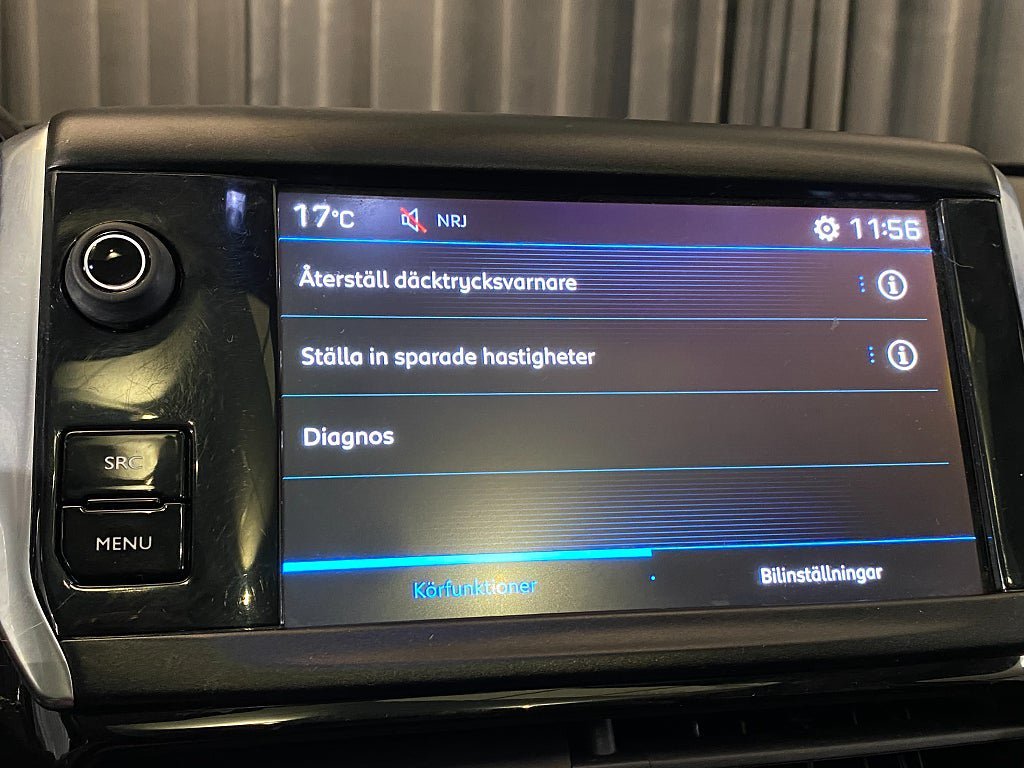 17°C NRJ 11:56
Återställ däcktrycksvarnare
Ställa in sparade hastigheter
Diagnos
SRC
MENU
Körfunktioner Bilinställningar